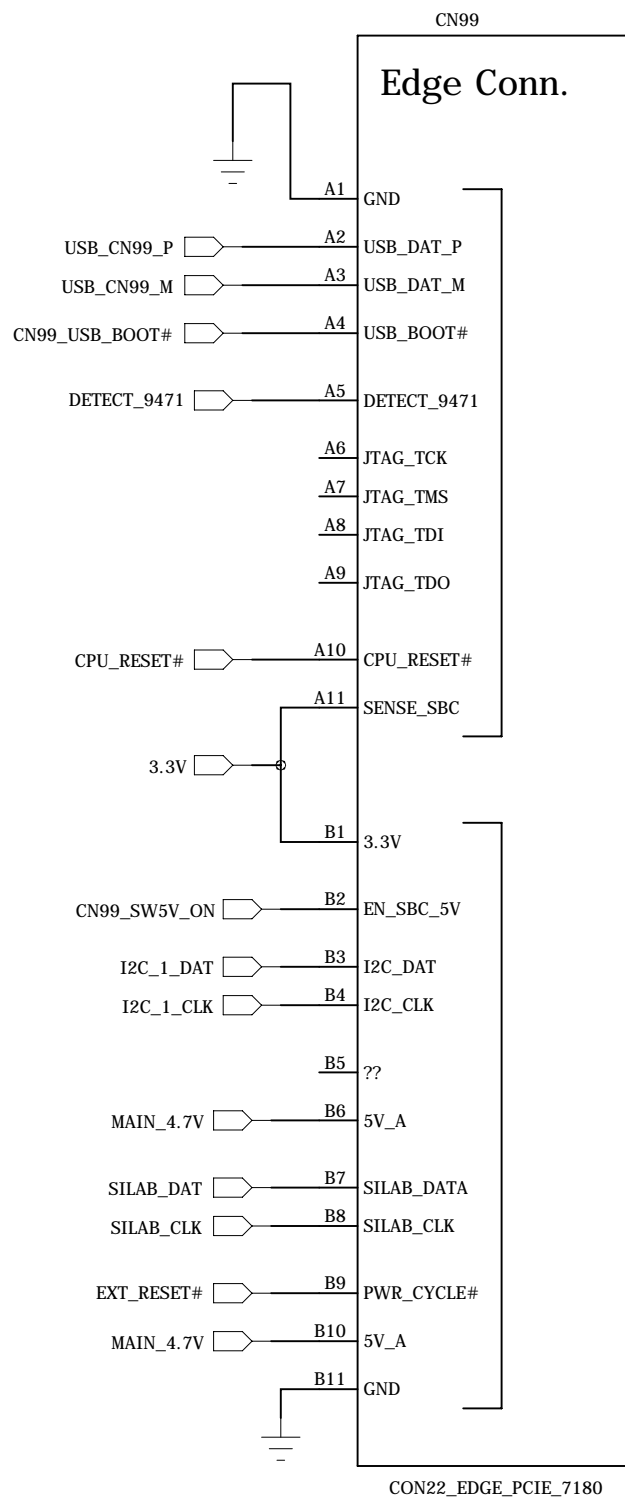 CN99
Edge Conn.
A1 GND
USB_CN99_P A2 USB_DAT_P
USB_CN99_M A3 USB_DAT_M
CN99_USB_BOOT# A4 USB_BOOT#
DETECT_9471 A5 DETECT_9471
A6 JTAG_TCK
A7 JTAG_TMS
A8 JTAG_TDI
A9 JTAG_TDO
CPU_RESET# A10 CPU_RESET#
A11 SENSE_SBC
3.3V
B1 3.3V
CN99_SW5V_ON B2 EN_SBC_5V
I2C_1_DAT B3 I2C_DAT
I2C_1_CLK B4 I2C_CLK
B5 ??
MAIN_4.7V B6 5V_A
SILAB_DAT B7 SILAB_DATA
SILAB_CLK B8 SILAB_CLK
EXT_RESET# B9 PWR_CYCLE#
MAIN_4.7V B10 5V_A
B11 GND
CON22_EDGE_PCIE_7180